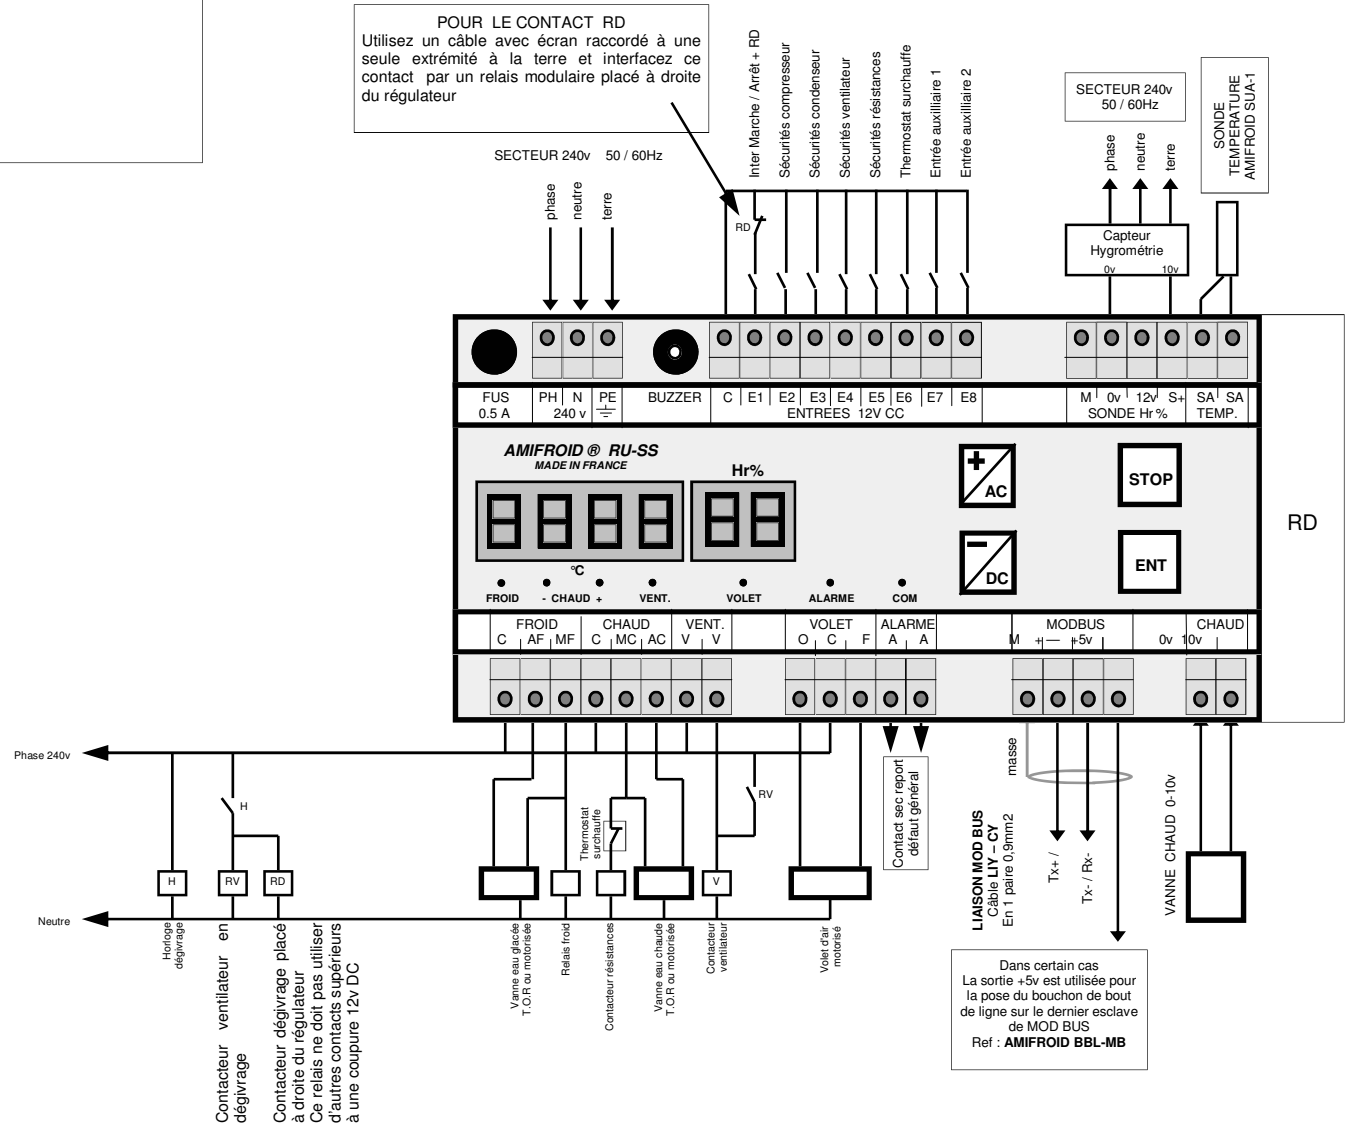 POUR LE CONTACT RD
Utilisez un câble avec écran raccordé à une
seule extrémité à la terre et interfacez ce
contact par un relais modulaire placé à droite
du régulateur
SECTEUR 240v 50 / 60Hz
phase
neutre
terre
Inter Marche / Arrêt + RD
Sécurités compresseur
Sécurités condenseur
Sécurités ventilateur
Sécurités résistances
Thermostat surchauffe
Entrée auxilliaire 1
Entrée auxilliaire 2
RD
SECTEUR 240v
50 / 60Hz
phase
neutre
terre
Capteur
Hygrométrie
0v 10v
SONDE
TEMPERATURE
AMIFROID SUA-1
FUS
0.5 A
PH N PE
240 v
BUZZER
C E1 E2 E3 E4 E5 E6 E7 E8
ENTREES 12V CC
M 0v 12v S+ SA SA
SONDE Hr % TEMP.
AMIFROID ® RU-SS
MADE IN FRANCE
Hr%
°C
+
AC
STOP
-
DC
ENT
RD
FROID - CHAUD + VENT. VOLET ALARME COM
FROID CHAUD VENT. VOLET ALARME MODBUS CHAUD
C AF MF C MC AC V V O C F A A M + — +5v 0v 10v
Phase 240v
H
RV
Thermostat
surchauffe
H
RV
RD
V
Neutre
Horloge
dégivrage
Contacteur ventilateur en
dégivrage
Contacteur dégivrage placé
à droite du régulateur
Ce relais ne doit pas utiliser
d'autres contacts supérieurs
à une coupure 12v DC
Vanne eau glacée
T.O.R ou motorisée
Relais froid
Contacteur résistances
Vanne eau chaude
T.O.R ou motorisée
Contacteur
ventilateur
Volet d'air
motorisé
Contact sec report
défaut général
masse
LIAISON MOD BUS
Câble LIY – CY
En 1 paire 0,9mm2
Tx+ /
Tx- / Rx-
VANNE CHAUD 0-10v
Dans certain cas
La sortie +5v est utilisée pour
la pose du bouchon de bout
de ligne sur le dernier esclave
de MOD BUS
Ref : AMIFROID BBL-MB